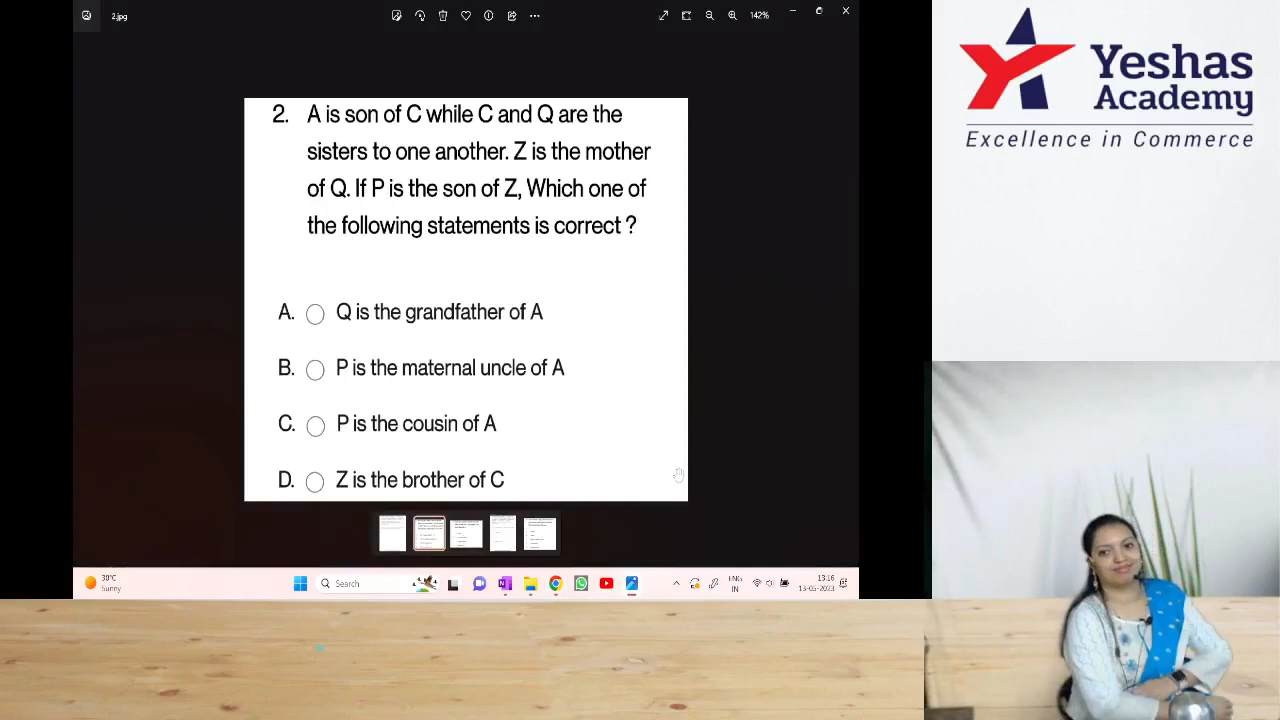 2.jpg
142%
Yeshas
Academy
Excellence in Commerce
2. A is son of C while C and Q are the
sisters to one another. Z is the mother
of Q. If P is the son of Z, Which one of
the following statements is correct ?
A. Q is the grandfather of A
B. P is the maternal uncle of A
C. P is the cousin of A
D. Z is the brother of C
30°C
Sunny
Search
ENG
IN
13:16
13-05-2023